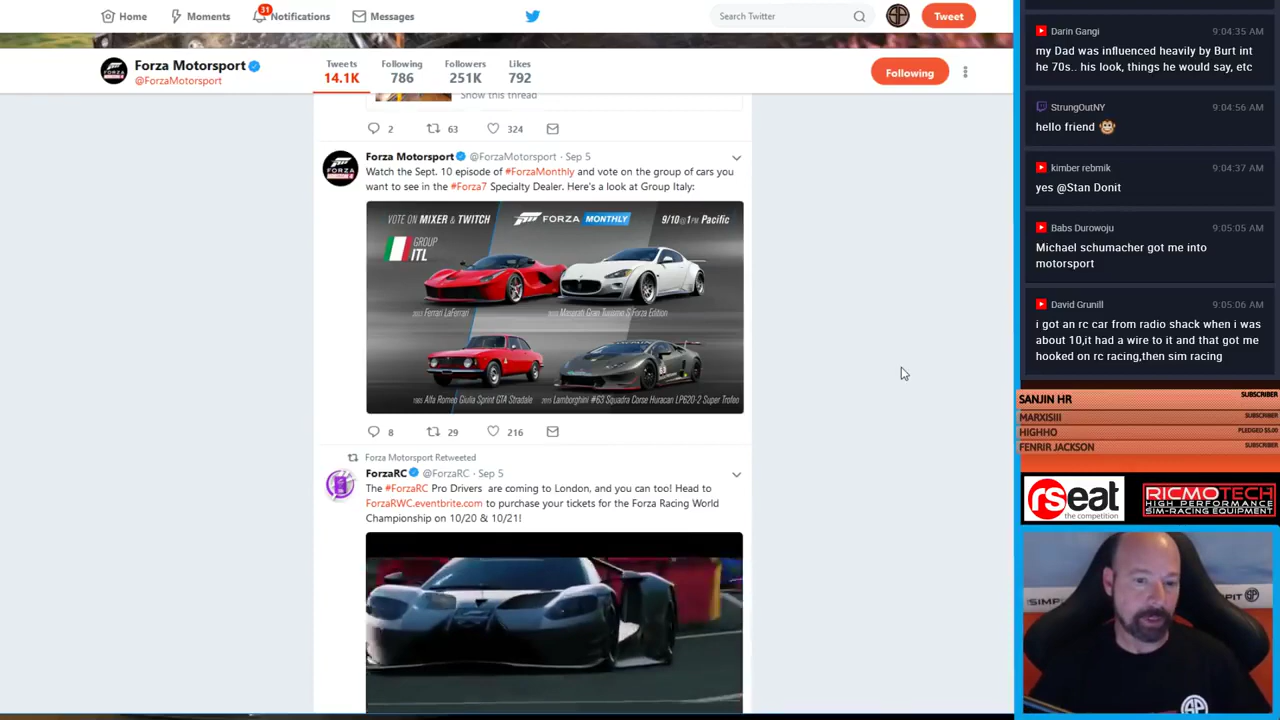 Home
Moments
31
Notifications
Messages
Search Twitter
Tweet
Forza Motorsport
@ForzaMotorsport
Tweets
14.1K
Following
786
Followers
251K
Likes
792
Following
Show this thread
2
63
324
Forza Motorsport @ForzaMotorsport · Sep 5
Watch the Sept. 10 episode of #ForzaMonthly and vote on the group of cars you
want to see in the #Forza7 Specialty Dealer. Here's a look at Group Italy:
VOTE ON MIXER & TWITCH
FORZA MONTHLY
9/10@1PM Pacific
GROUP
ITL
Ferrari LaFerrari
Maserati Gran Turismo S Forza Edition
1965 Alfa Romeo Giulia Sprint GTA Stradale
2015 Lamborghini #63 Squadra Corse Huracan LP620-2 Super Trofeo
8
29
216
Forza Motorsport Retweeted
ForzaRC @ForzaRC · Sep 5
The #ForzaRC Pro Drivers are coming to London, and you can too! Head to
ForzaRWC.eventbrite.com to purchase your tickets for the Forza Racing World
Championship on 10/20 & 10/21!
Darin Gangi
9:04:35 AM
my Dad was influenced heavily by Burt int
he 70s.. his look, things he would say, etc
StrungOutNY
9:04:56 AM
hello friend
kimber rebmik
9:04:37 AM
yes @Stan Donit
Babs Durowoju
9:05:05 AM
Michael schumacher got me into
motorsport
David Grunill
9:05:06 AM
i got an rc car from radio shack when i was
about 10,it had a wire to it and that got me
hooked on rc racing,then sim racing
SANJIN HR
SUBSCRIBER
MARXISIII
SUBSCRIBER
HIGHHO
PLEDGED $5.00
FENRIR JACKSON
SUBSCRIBER
rseat
the competition
RICMOTECH
HIGH PERFORMANCE
SIM-RACING EQUIPMENT